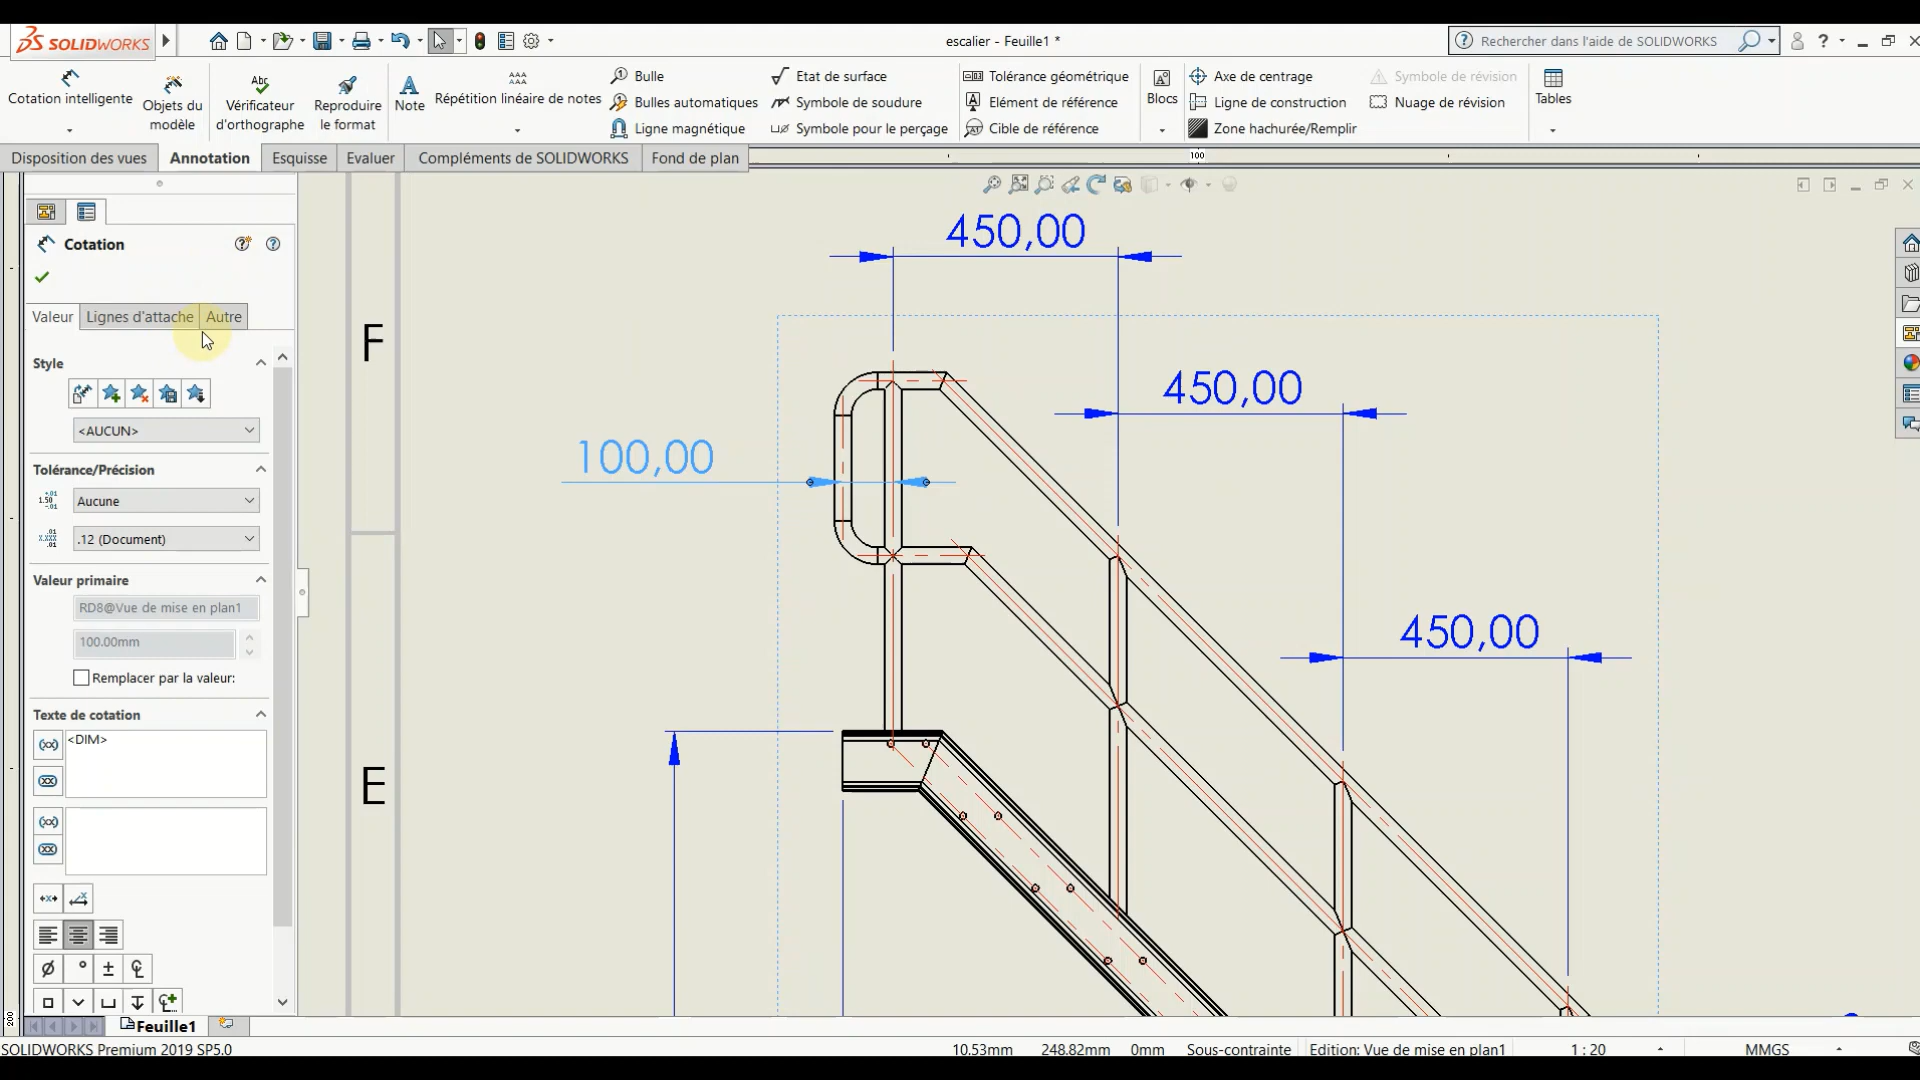 SOLIDWORKS
escalier - Feuille1 *
Rechercher dans l'aide de SOLIDWORKS
Cotation intelligente
Objets du modèle
Abc
Vérificateur d'orthographe
Reproduire le format
A
Note
AAA
AAA
Répétition linéaire de notes
Bulle
Bulles automatiques
Ligne magnétique
Etat de surface
Symbole de soudure
Symbole pour le perçage
Tolérance géométrique
Elément de référence
Cible de référence
Blocs
Axe de centrage
Ligne de construction
Zone hachurée/Remplir
Symbole de révision
Nuage de révision
Tables
Disposition des vues
Annotation
Esquisse
Evaluer
Compléments de SOLIDWORKS
Fond de plan
100
Cotation
Valeur
Lignes d'attache
Autre
Style
<AUCUN>
Tolérance/Précision
Aucune
.12 (Document)
Valeur primaire
RD8@Vue de mise en plan1
100.00mm
Remplacer par la valeur:
Texte de cotation
<DIM>
F
E
450,00
450,00
100,00
450,00
200
Feuille1
SOLIDWORKS Premium 2019 SP5.0
10.53mm
248.82mm
0mm
Sous-contrainte
Edition: Vue de mise en plan1
1 : 20
MMGS